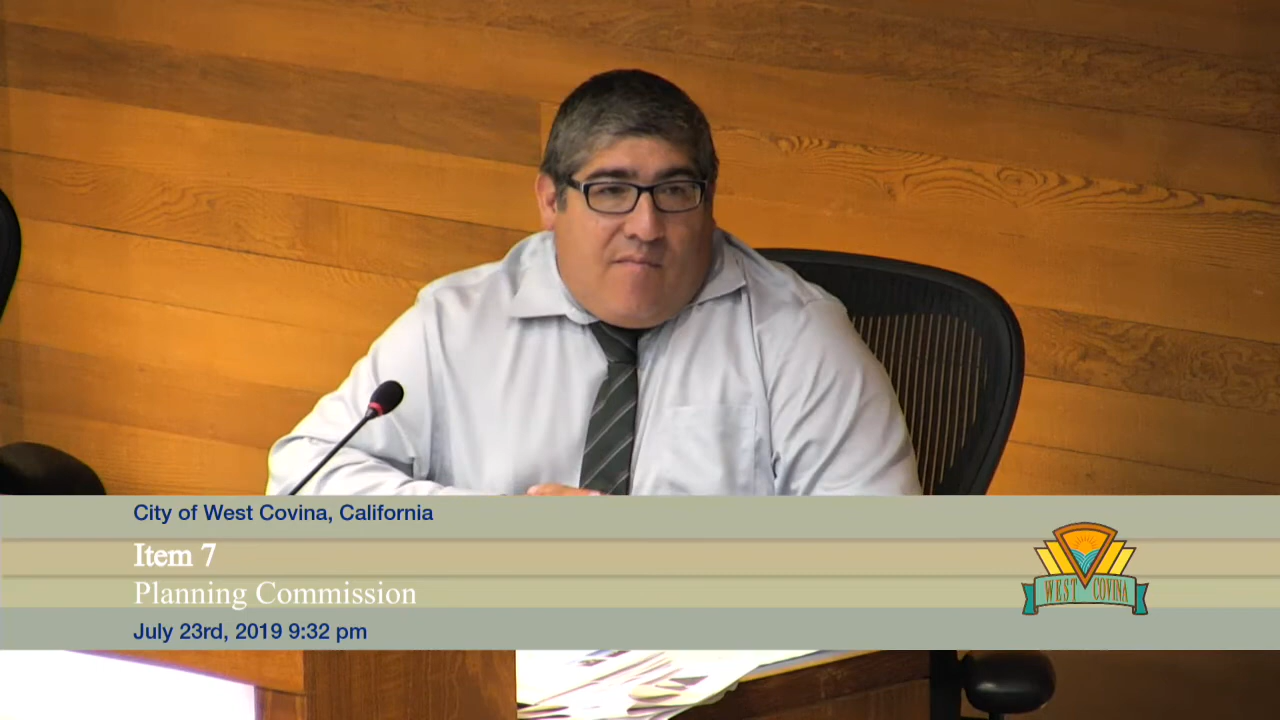 City of West Covina, California
Item 7
Planning Commission
July 23rd, 2019 9:32 pm
WEST COVINA